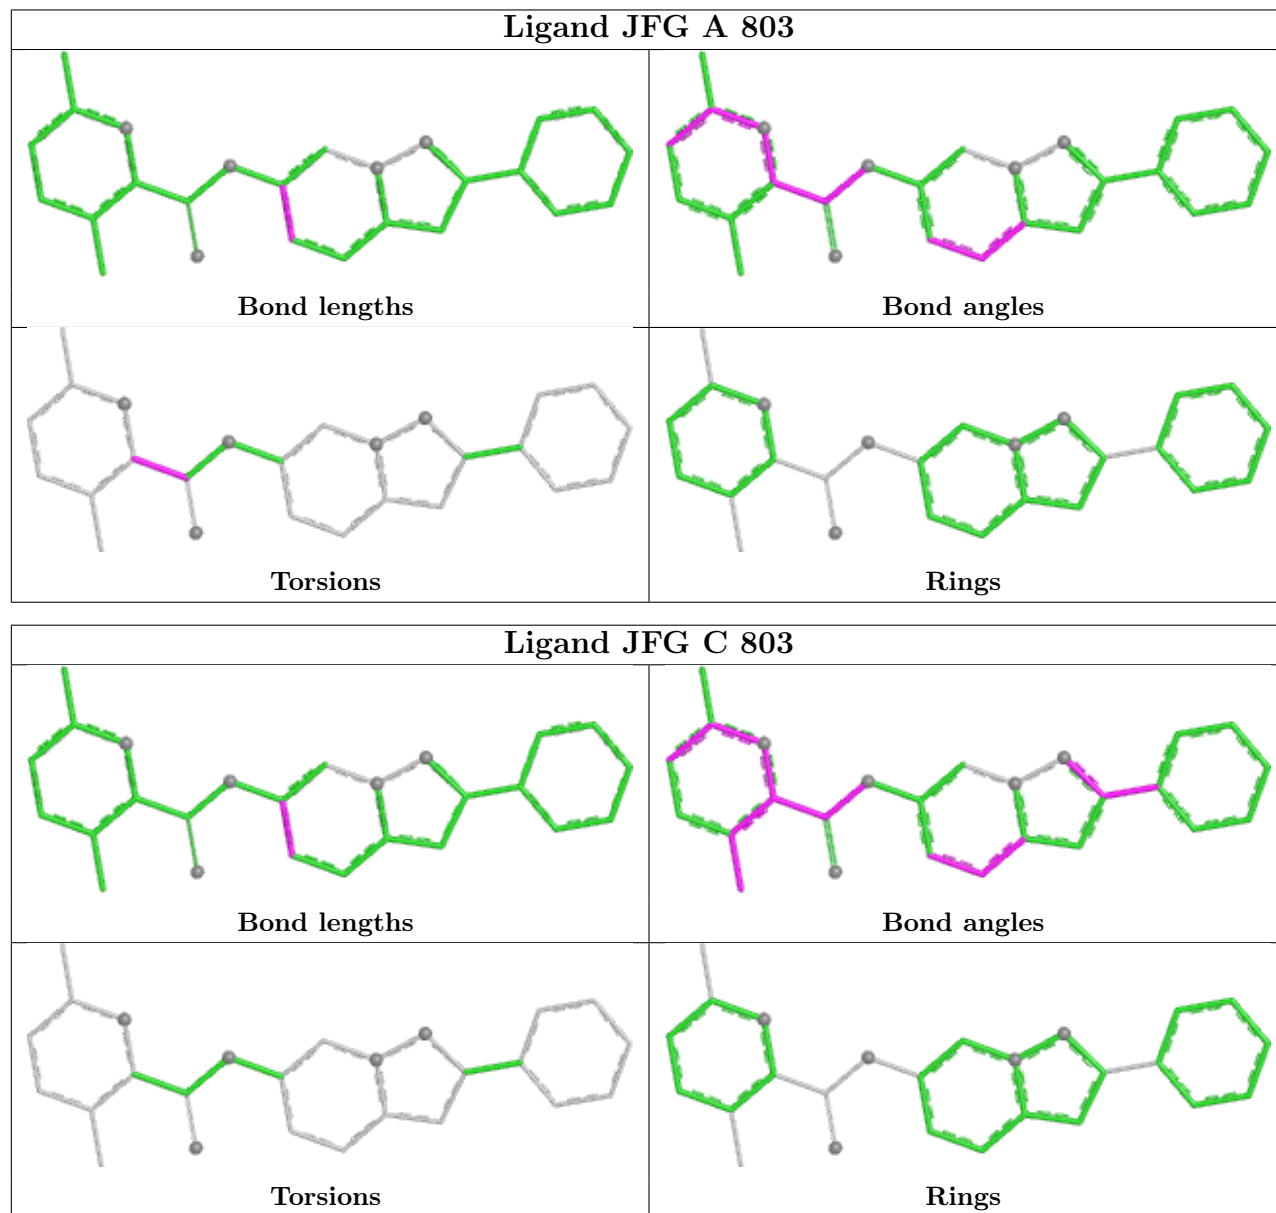 Ligand JFG A 803
Bond lengths
Bond angles
Torsions
Rings
Ligand JFG C 803
Bond lengths
Bond angles
Torsions
Rings